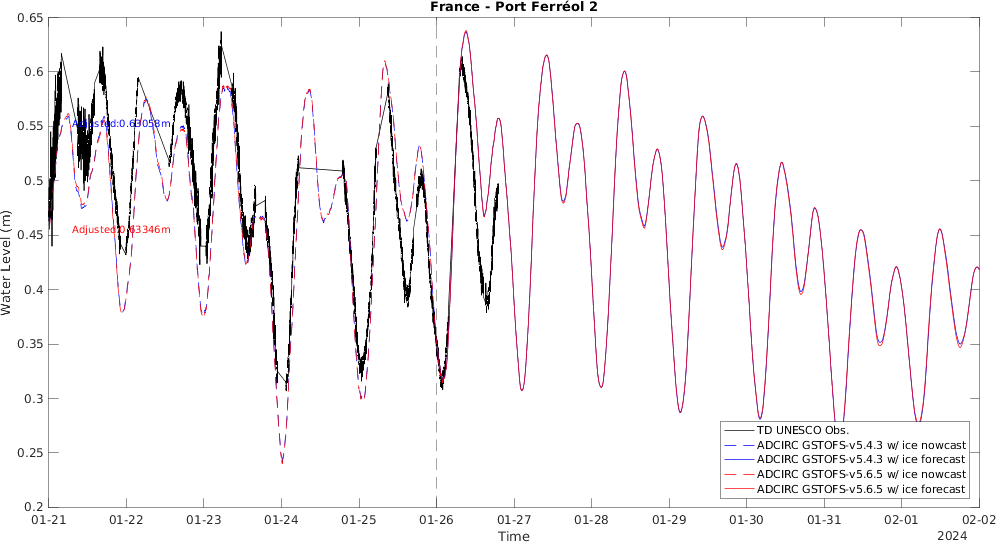 France - Port Ferréol 2
0.65
0.6
0.55
0.5
0.45
0.4
0.35
0.3
0.25
0.2
Water Level (m)
Adjusted:0.63058m
Adjusted:0.63346m
TD UNESCO Obs.
ADCIRC GSTOFS-v5.4.3 w/ ice nowcast
ADCIRC GSTOFS-v5.4.3 w/ ice forecast
ADCIRC GSTOFS-v5.6.5 w/ ice nowcast
ADCIRC GSTOFS-v5.6.5 w/ ice forecast
01-21 01-22 01-23 01-24 01-25 01-26 01-27 01-28 01-29 01-30 01-31 02-01 02-02
Time
2024